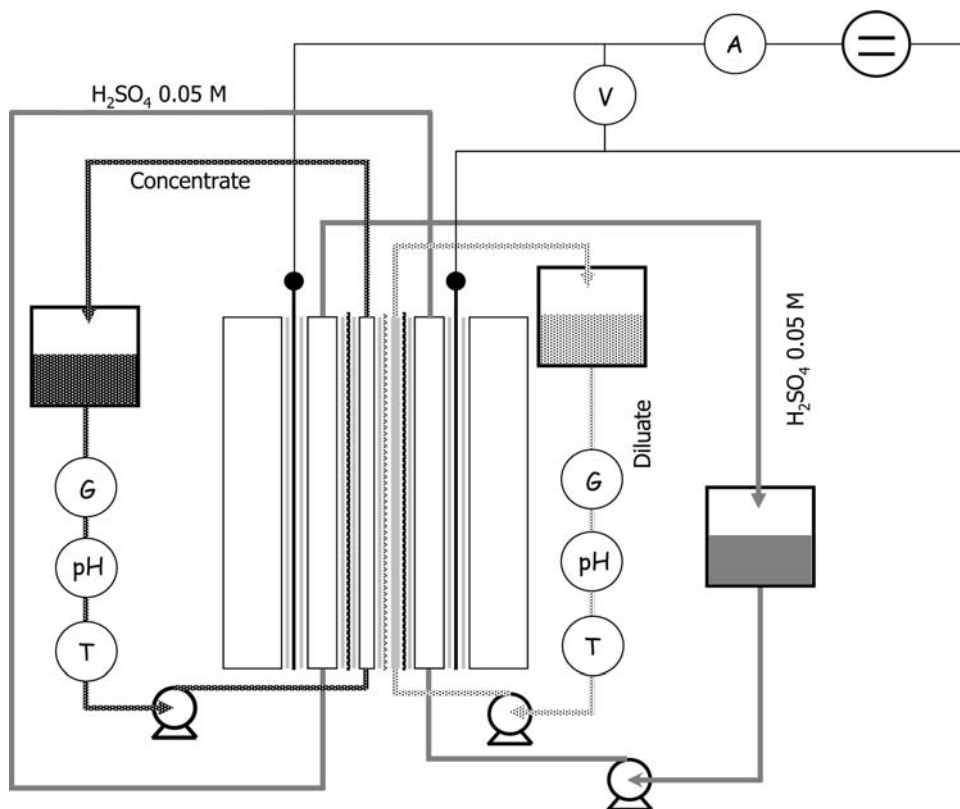 A
V
H₂SO₄ 0.05 M
Concentrate
H₂SO₄ 0.05 M
Diluate
G
pH
T
G
pH
T